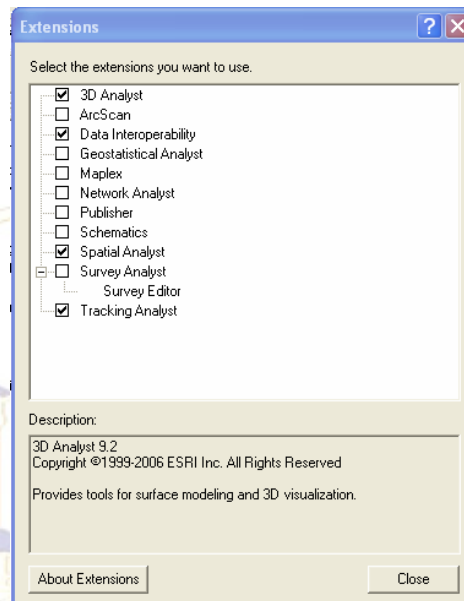 Extensions
Select the extensions you want to use.
3D Analyst
ArcScan
Data Interoperability
Geostatistical Analyst
Maplex
Network Analyst
Publisher
Schematics
Spatial Analyst
Survey Analyst
Survey Editor
Tracking Analyst
Description:
3D Analyst 9.2
Copyright ©1999-2006 ESRI Inc. All Rights Reserved
Provides tools for surface modeling and 3D visualization.
About Extensions
Close